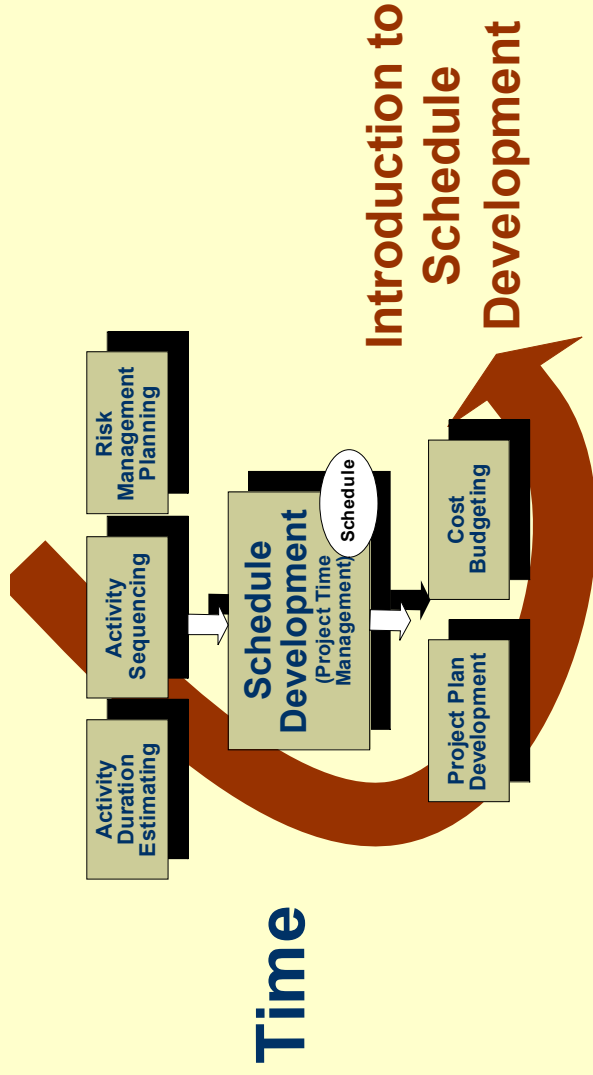 Time
Activity
Duration
Estimating
Activity
Sequencing
Risk
Management
Planning
Schedule
Development
(Project Time
Management)
Schedule
Project Plan
Development
Cost
Budgeting
Introduction to
Schedule
Development